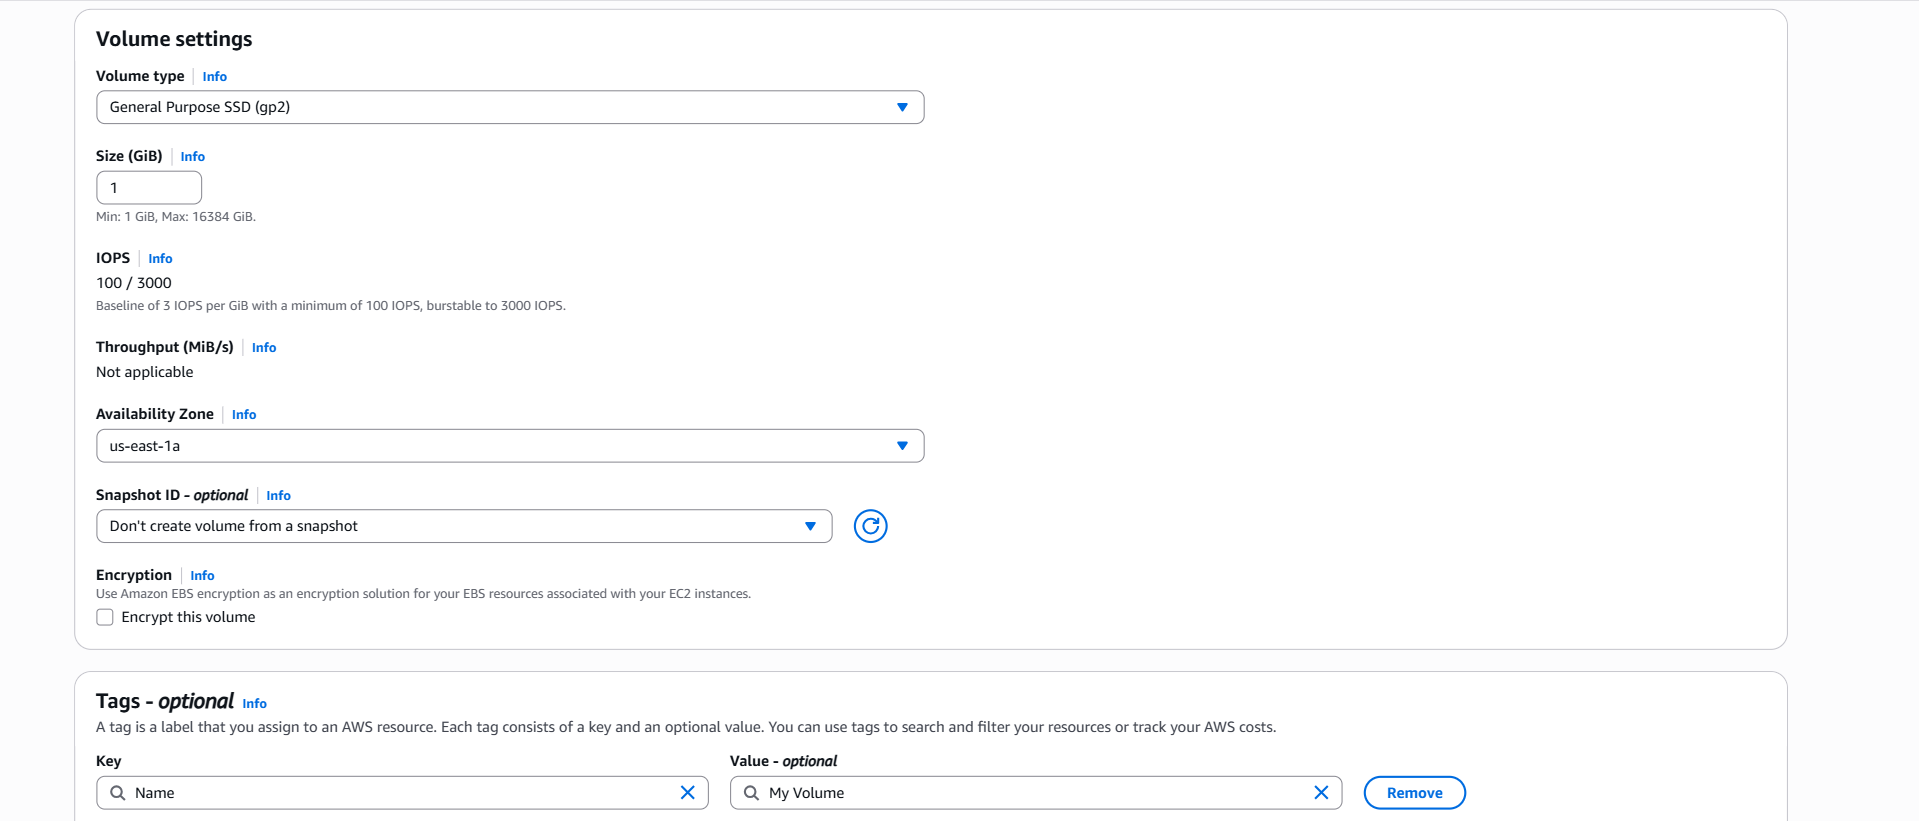 Volume settings
Volume type Info
General Purpose SSD (gp2)
Size (GiB) Info
1
Min: 1 GiB, Max: 16384 GiB.
IOPS Info
100 / 3000
Baseline of 3 IOPS per GiB with a minimum of 100 IOPS, burstable to 3000 IOPS.
Throughput (MiB/s) Info
Not applicable
Availability Zone Info
us-east-1a
Snapshot ID - optional Info
Don't create volume from a snapshot
Encryption Info
Use Amazon EBS encryption as an encryption solution for your EBS resources associated with your EC2 instances.
Encrypt this volume
Tags - optional Info
A tag is a label that you assign to an AWS resource. Each tag consists of a key and an optional value. You can use tags to search and filter your resources or track your AWS costs.
Key Value - optional
Name My Volume Remove